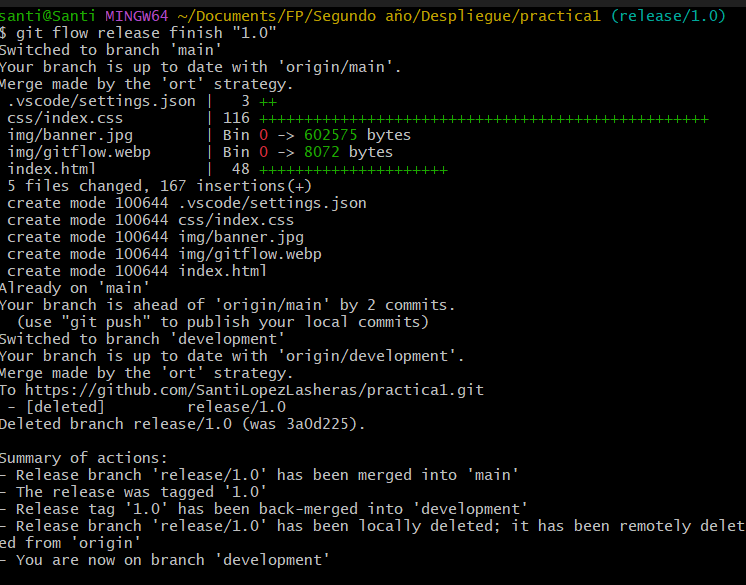 santi@Santi MINGW64 ~/Documents/FP/Segundo año/Despliegue/practica1 (release/1.0)
$ git flow release finish "1.0"
Switched to branch 'main'
Your branch is up to date with 'origin/main'.
Merge made by the 'ort' strategy.
.vscode/settings.json | 3 ++
css/index.css | 116 ++++++++++++++++++++++++++++++++++++++++++++++++++
img/banner.jpg | Bin 0 -> 602575 bytes
img/gitflow.webp | Bin 0 -> 8072 bytes
index.html | 48 +++++++++++++++++++++
5 files changed, 167 insertions(+)
create mode 100644 .vscode/settings.json
create mode 100644 css/index.css
create mode 100644 img/banner.jpg
create mode 100644 img/gitflow.webp
create mode 100644 index.html
Already on 'main'
Your branch is ahead of 'origin/main' by 2 commits.
(use "git push" to publish your local commits)
Switched to branch 'development'
Your branch is up to date with 'origin/development'.
Merge made by the 'ort' strategy.
To https://github.com/SantiLopezLasheras/practica1.git
- [deleted] release/1.0
Deleted branch release/1.0 (was 3a0d225).
Summary of actions:
- Release branch 'release/1.0' has been merged into 'main'
- The release was tagged '1.0'
- Release tag '1.0' has been back-merged into 'development'
- Release branch 'release/1.0' has been locally deleted; it has been remotely delet
ed from 'origin'
- You are now on branch 'development'